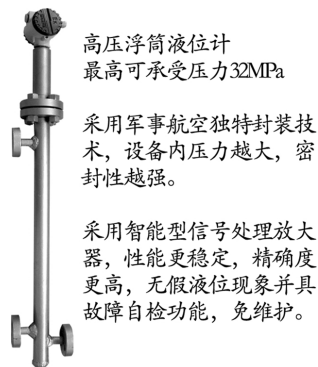 高压浮筒液位计
最高可承受压力32MPa
采用军事航空独特封装技
术，设备内压力越大，密
封性越强。
采用智能型信号处理放大
器，性能更稳定，精确度
更高，无假液位现象并具
故障自检功能，免维护。